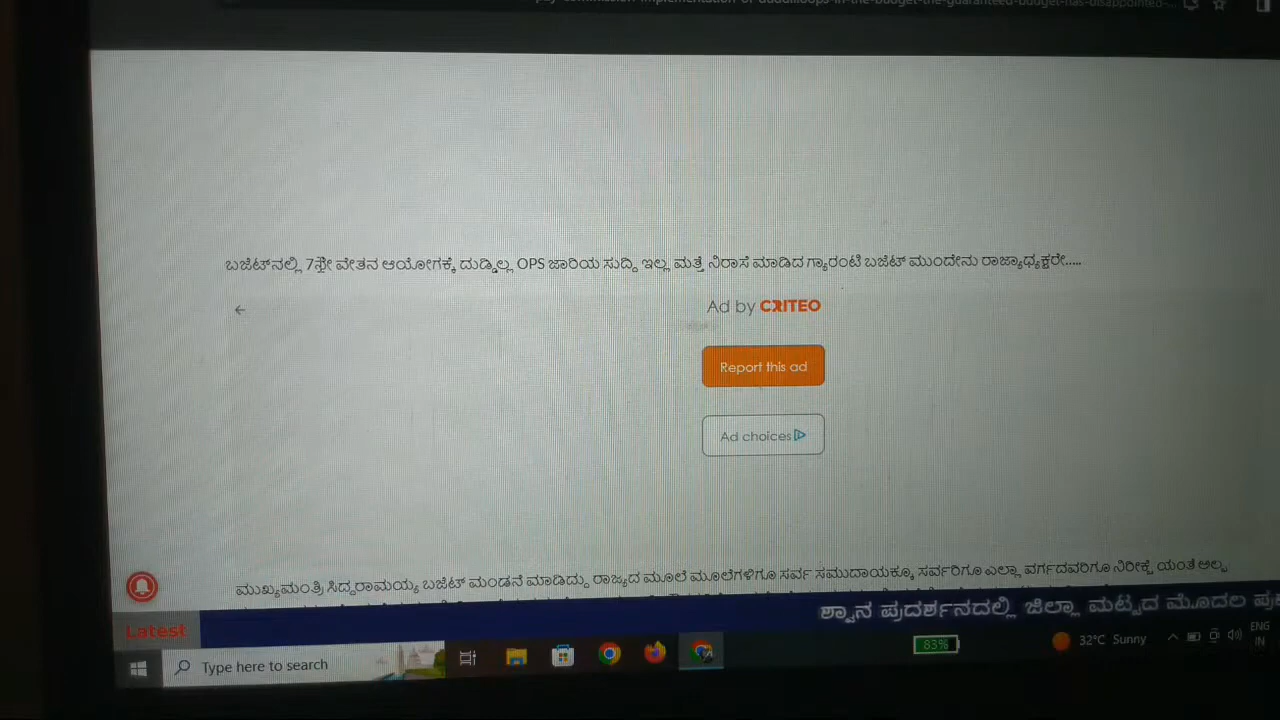 ಬಜೆಟ್‌ನಲ್ಲಿ 7ನ್ನೇ ವೇತನ ಆಯೋಗಕ್ಕೆ ದುಡ್ಡಿಲ್ಲ OPS ಜಾರಿಯ ಸುದ್ದಿ ಇಲ್ಲ ಮತ್ತೆ ನಿರಾಸೆ ಮಾಡಿದ ಗ್ಯಾರಂಟಿ ಬಜೆಟ್ ಮುಂದೇನು ರಾಜ್ಯಾಧ್ಯಕ್ಷರೇ.....
Ad by CRITEO
Report this ad
Ad choices
ಮುಖ್ಯಮಂತ್ರಿ ಸಿದ್ದರಾಮಯ್ಯ ಬಜೆಟ್ ಮಂಡನೆ ಮಾಡಿದ್ದು ರಾಜ್ಯದ ಮೂಲೆ ಮೂಲೆಗಳಿಗೂ ಸರ್ವ ಸಮುದಾಯಕ್ಕೂ ಸರ್ವರಿಗೂ ಎಲ್ಲಾ ವರ್ಗದವರಿಗೂ ನಿರೀಕ್ಷೆ ಯಂತೆ ಅಲ್ಪ
Latest ಶ್ವಾನ ಪ್ರದರ್ಶನದಲ್ಲಿ ಜಿಲ್ಲಾ ಮಟ್ಟದ ಮೊದಲ
Type here to search 83% 32°C Sunny ENG
IN